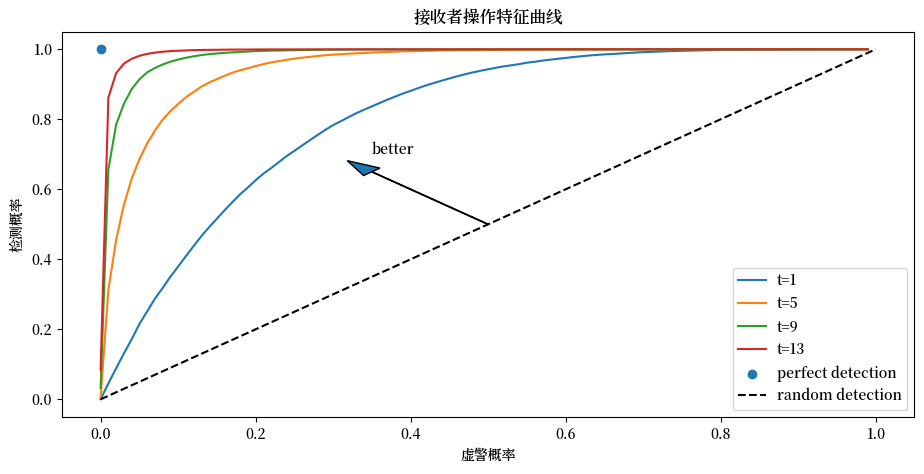 接收者操作特征曲线
检测概率
1.0
0.8
0.6
0.4
0.2
0.0
better
t=1
t=5
t=9
t=13
perfect detection
random detection
0.0 0.2 0.4 0.6 0.8 1.0
虚警概率